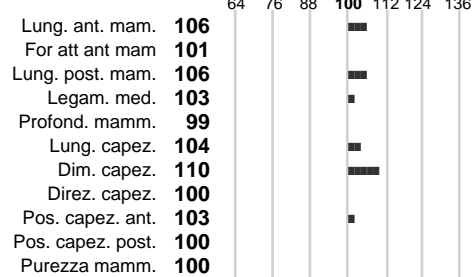 64 76 88 100 112 124 136
Lung. ant. mam. 106
For att ant mam 101
Lung. post. mam. 106
Legam. med. 103
Profond. mamm. 99
Lung. capez. 104
Dim. capez. 110
Direz. capez. 100
Pos. capez. ant. 103
Pos. capez. post. 100
Purezza mamm. 100